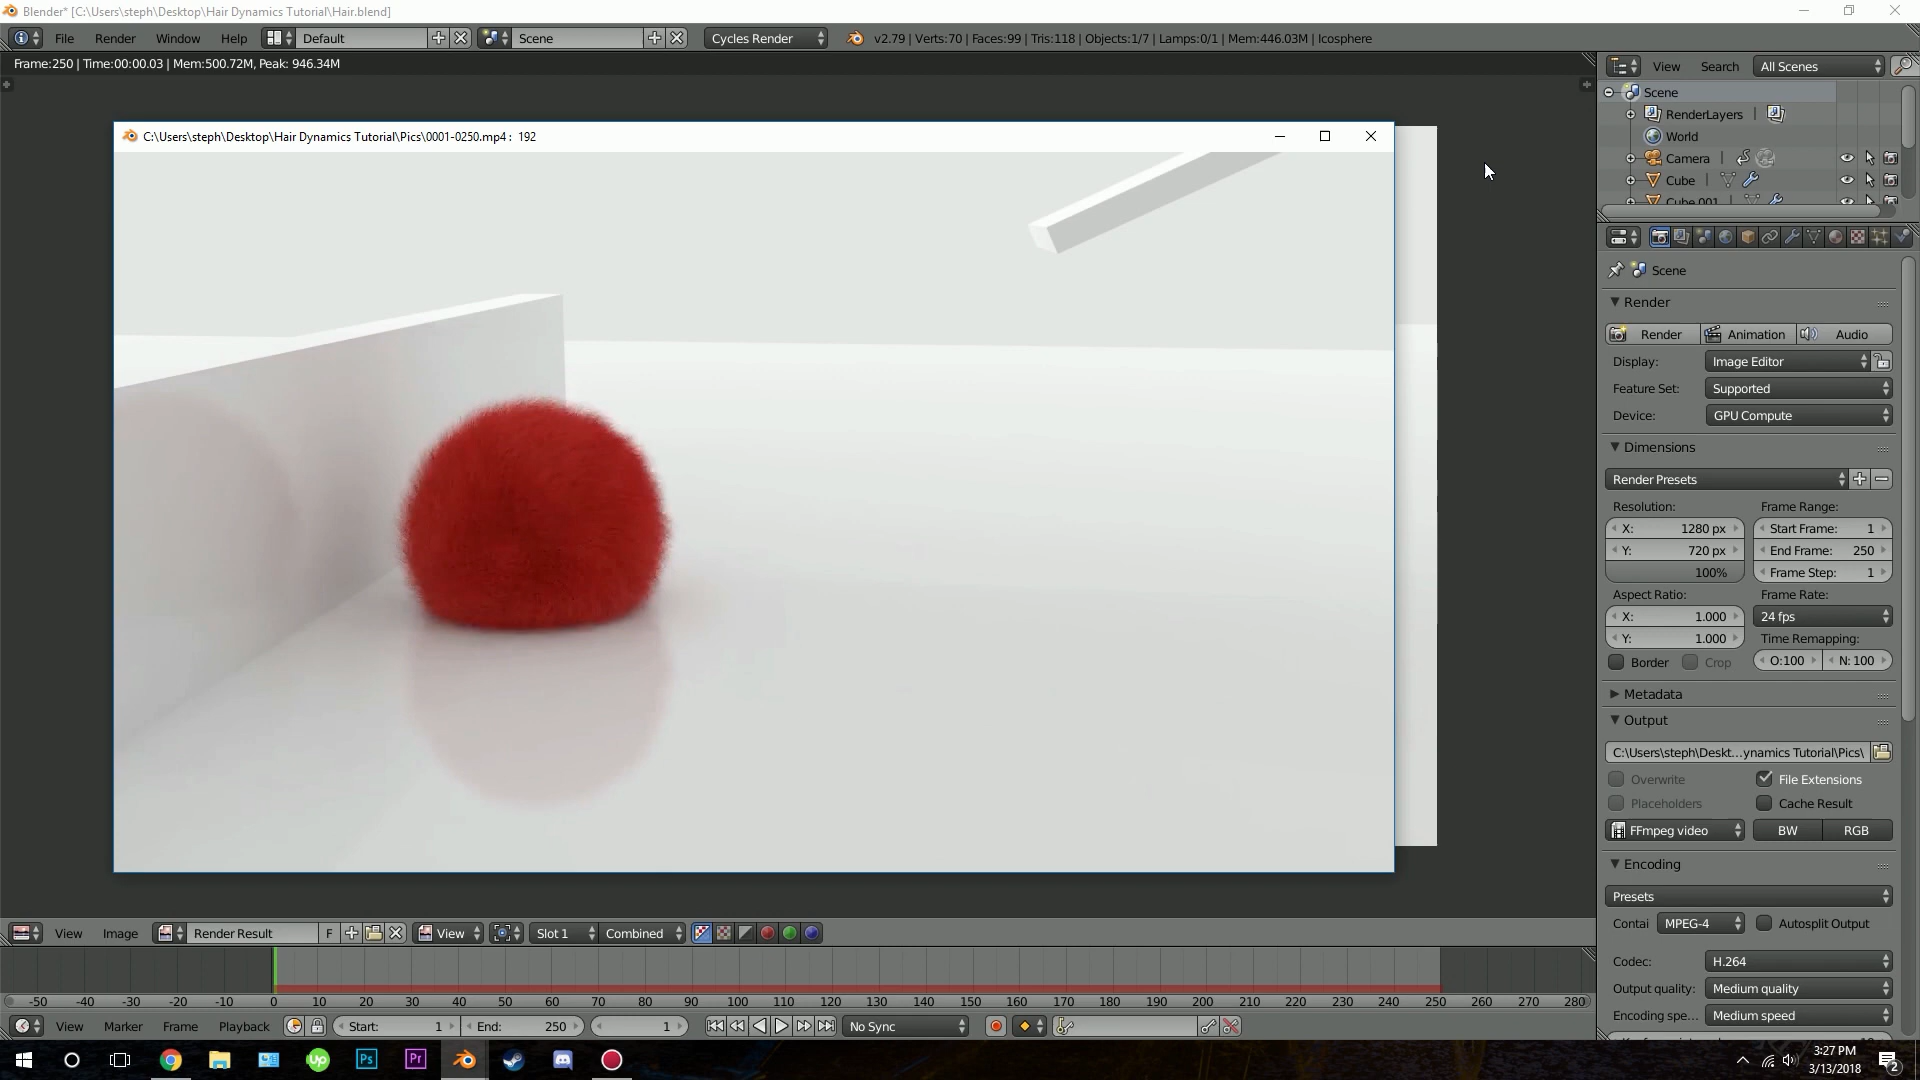 Blender* [C:\Users\steph\Desktop\Hair Dynamics Tutorial\Hair.blend]
File Render Window Help Default Scene Cycles Render v2.79 | Verts:70 | Faces:99 | Tris:118 | Objects:1/7 | Lamps:0/1 | Mem:446.03M | Icosphere
Frame:250 | Time:00:00.03 | Mem:500.72M, Peak: 946.34M
View Search All Scenes
Scene
RenderLayers
World
Camera
Cube
Cube.001
C:\Users\steph\Desktop\Hair Dynamics Tutorial\Pics\0001-0250.mp4 : 192
Scene
Render
Render Animation Audio
Display: Image Editor
Feature Set: Supported
Device: GPU Compute
Dimensions
Render Presets
Resolution: Frame Range:
X: 1280 px Start Frame: 1
Y: 720 px End Frame: 250
100% Frame Step: 1
Aspect Ratio: Frame Rate:
X: 1.000 24 fps
Y: 1.000 Time Remapping:
Border Crop O:100 N: 100
Metadata
Output
C:\Users\steph\Deskt...ynamics Tutorial\Pics\
Overwrite File Extensions
Placeholders Cache Result
FFmpeg video BW RGB
Encoding
Presets
Contai MPEG-4 Autosplit Output
Codec: H.264
Output quality: Medium quality
Encoding spe... Medium speed
View Image Render Result F View Slot 1 Combined
-50 -40 -30 -20 -10 0 10 20 30 40 50 60 70 80 90 100 110 120 130 140 150 160 170 180 190 200 210 220 230 240 250 260 270 280
View Marker Frame Playback Start: 1 End: 250 1 No Sync
Up Ps Pr
3:27 PM
3/13/2018
2